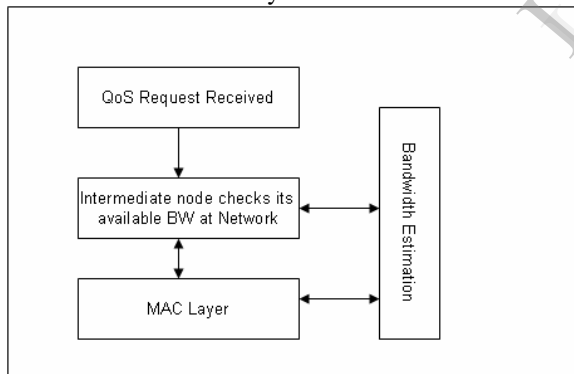 QoS Request Received
Intermediate node checks its
available BW at Network
MAC Layer
Bandwidth Estimation